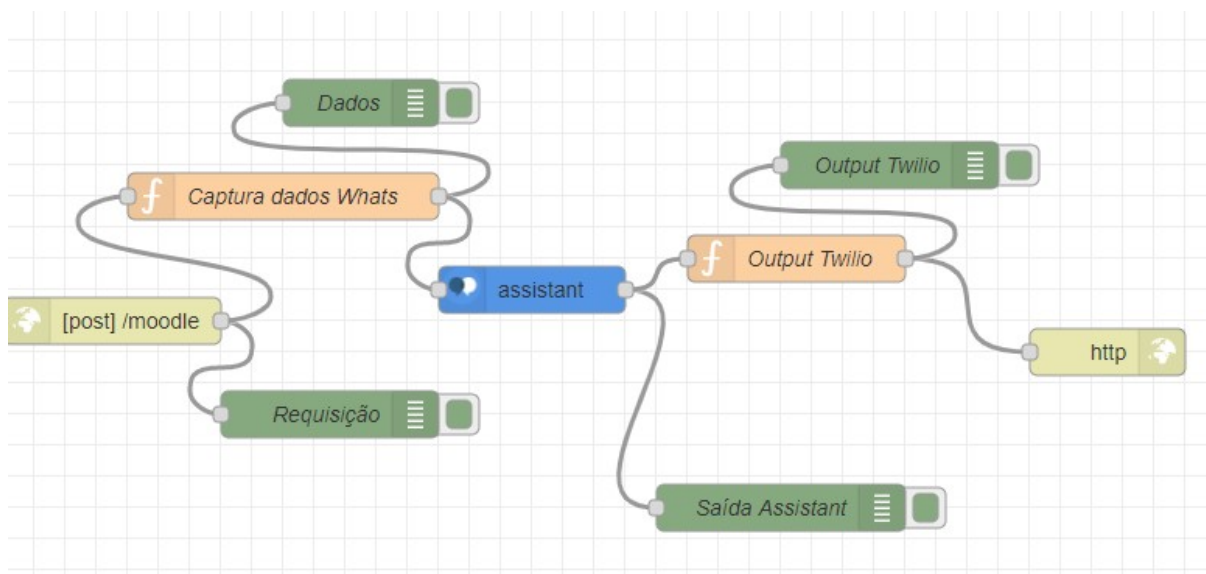 Dados
Output Twilio
Captura dados Whats
Output Twilio
assistant
[post] /moodle
http
Requisição
Saída Assistant